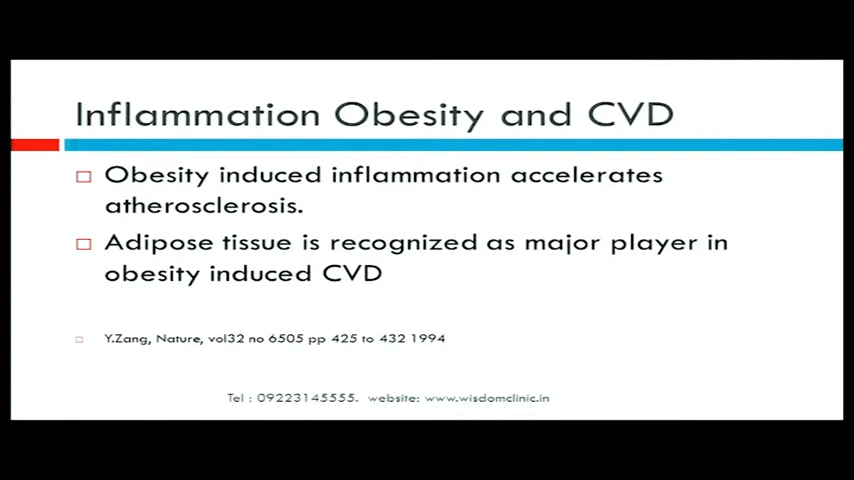 Inflammation Obesity and CVD
Obesity induced inflammation accelerates
atherosclerosis.
Adipose tissue is recognized as major player in
obesity induced CVD
Y.Zang, Nature, vol32 no 6505 pp 425 to 432 1994
Tel : 09223145555. website: www.wisdomclinic.in